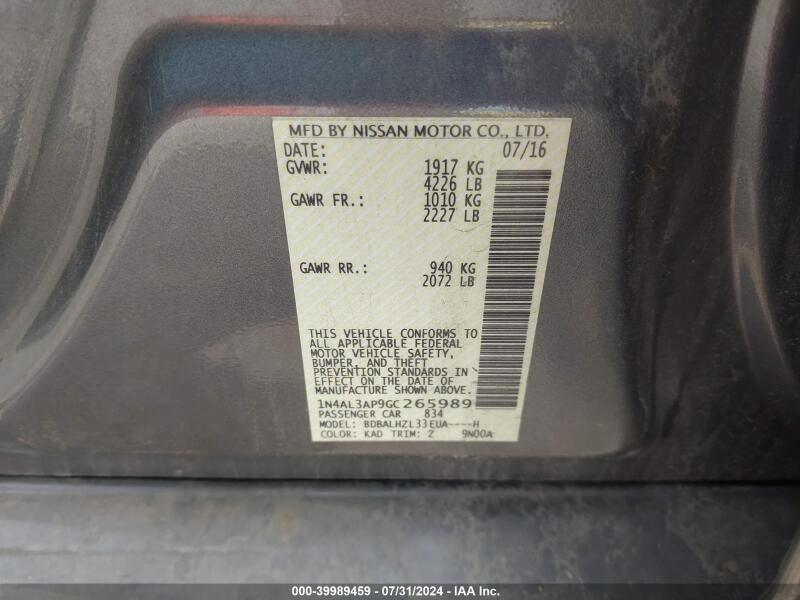 MFD BY NISSAN MOTOR CO., LTD.
DATE: 07/16
GVWR: 1917 KG
4226 LB
GAWR FR.: 1010 KG
2227 LB
GAWR RR.: 940 KG
2072 LB
THIS VEHICLE CONFORMS TO
ALL APPLICABLE FEDERAL
MOTOR VEHICLE SAFETY,
BUMPER, AND THEFT
PREVENTION STANDARDS IN
EFFECT ON THE DATE OF
MANUFACTURE SHOWN ABOVE.
1N4AL3AP9GC265989
PASSENGER CAR 834
MODEL: BDBALHZL33EUA----H
COLOR: KAD TRIM: Z 9N00A
000-39989459 - 07/31/2024 - IAA Inc.